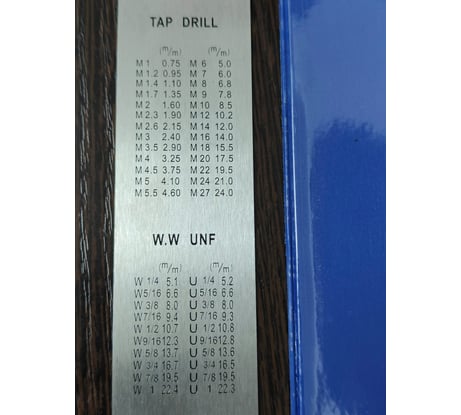 TAP DRILL
(m/m) (m/m)
M 1 0.75 M 6 5.0
M 1.2 0.95 M 7 6.0
M 1.4 1.10 M 8 6.8
M 1.7 1.35 M 9 7.8
M 2 1.60 M 10 8.5
M 2.3 1.90 M 12 10.2
M 2.6 2.15 M 14 12.0
M 3 2.40 M 16 14.0
M 3.5 2.90 M 18 15.5
M 4 3.25 M 20 17.5
M 4.5 3.75 M 22 19.5
M 5 4.10 M 24 21.0
M 5.5 4.60 M 27 24.0
W.W UNF
(m/m) (m/m)
W 1/4 5.1 U 1/4 5.2
W 5/16 6.6 U 5/16 6.6
W 3/8 8.0 U 3/8 8.0
W 7/16 9.4 U 7/16 9.3
W 1/2 10.7 U 1/2 10.8
W 9/16 12.3 U 9/16 12.8
W 5/8 13.7 U 5/8 13.6
W 3/4 16.7 U 3/4 16.5
W 7/8 19.5 U 7/8 19.5
W 1 22.4 U 1 22.3